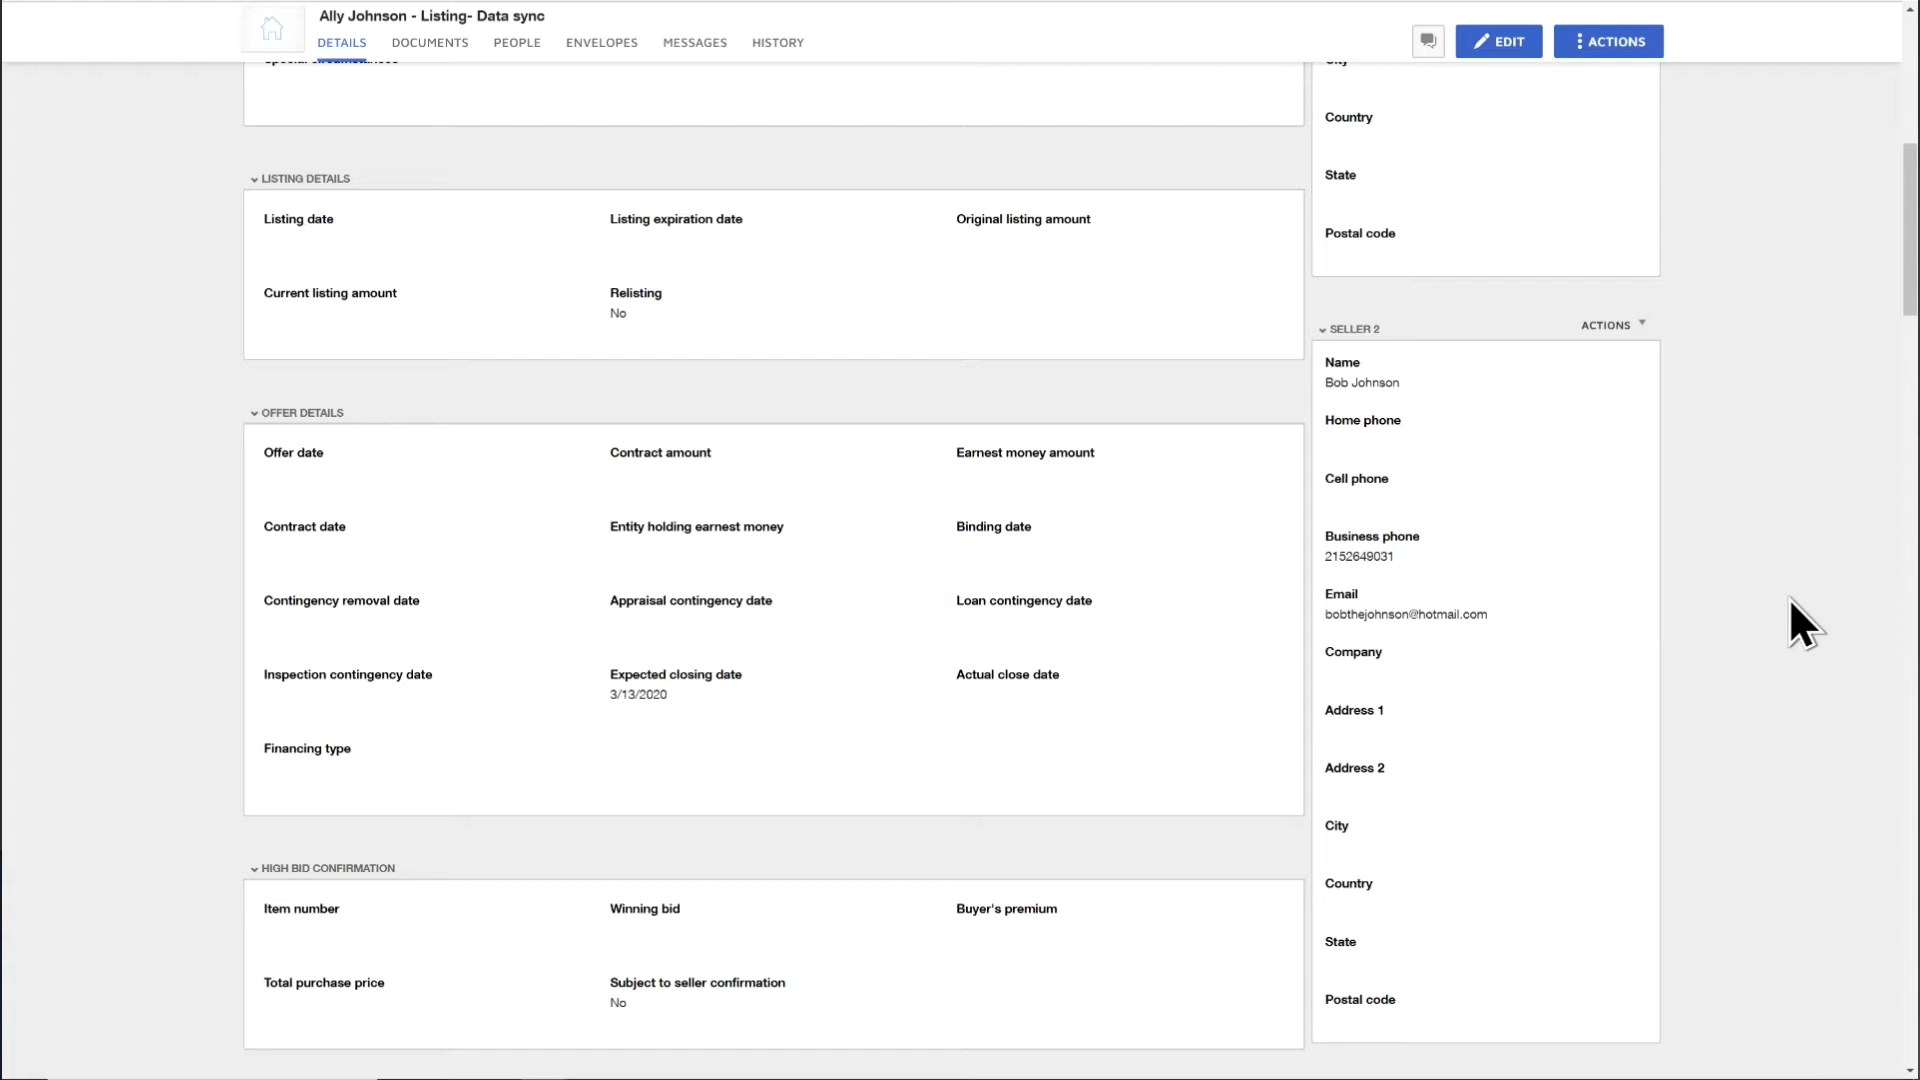 Ally Johnson - Listing- Data sync
DETAILS DOCUMENTS PEOPLE ENVELOPES MESSAGES HISTORY
EDIT
ACTIONS
Special circumstances
LISTING DETAILS
Listing date Listing expiration date Original listing amount
Current listing amount Relisting
No
OFFER DETAILS
Offer date Contract amount Earnest money amount
Contract date Entity holding earnest money Binding date
Contingency removal date Appraisal contingency date Loan contingency date
Inspection contingency date Expected closing date Actual close date
3/13/2020
Financing type
HIGH BID CONFIRMATION
Item number Winning bid Buyer's premium
Total purchase price Subject to seller confirmation
No
City
Country
State
Postal code
SELLER 2 ACTIONS
Name
Bob Johnson
Home phone
Cell phone
Business phone
2152649031
Email
bobthejohnson@hotmail.com
Company
Address 1
Address 2
City
Country
State
Postal code